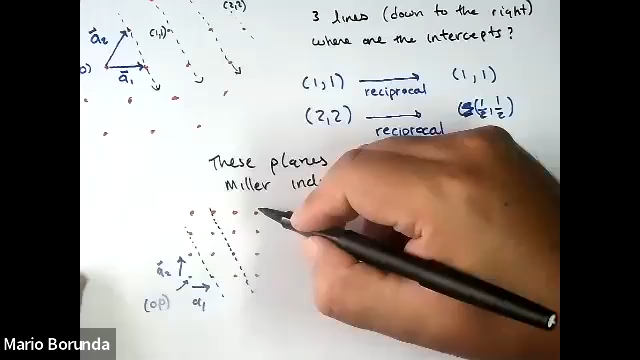 3 lines (down to the right)
where are the intercepts?
(2,2)
a₂
(1,1)
0)
a₁
(1,1) reciprocal (1,1)
(2,2) reciprocal (½,½)
These planes
Miller ind
a₂
(0,0) a₁
Mario Borunda